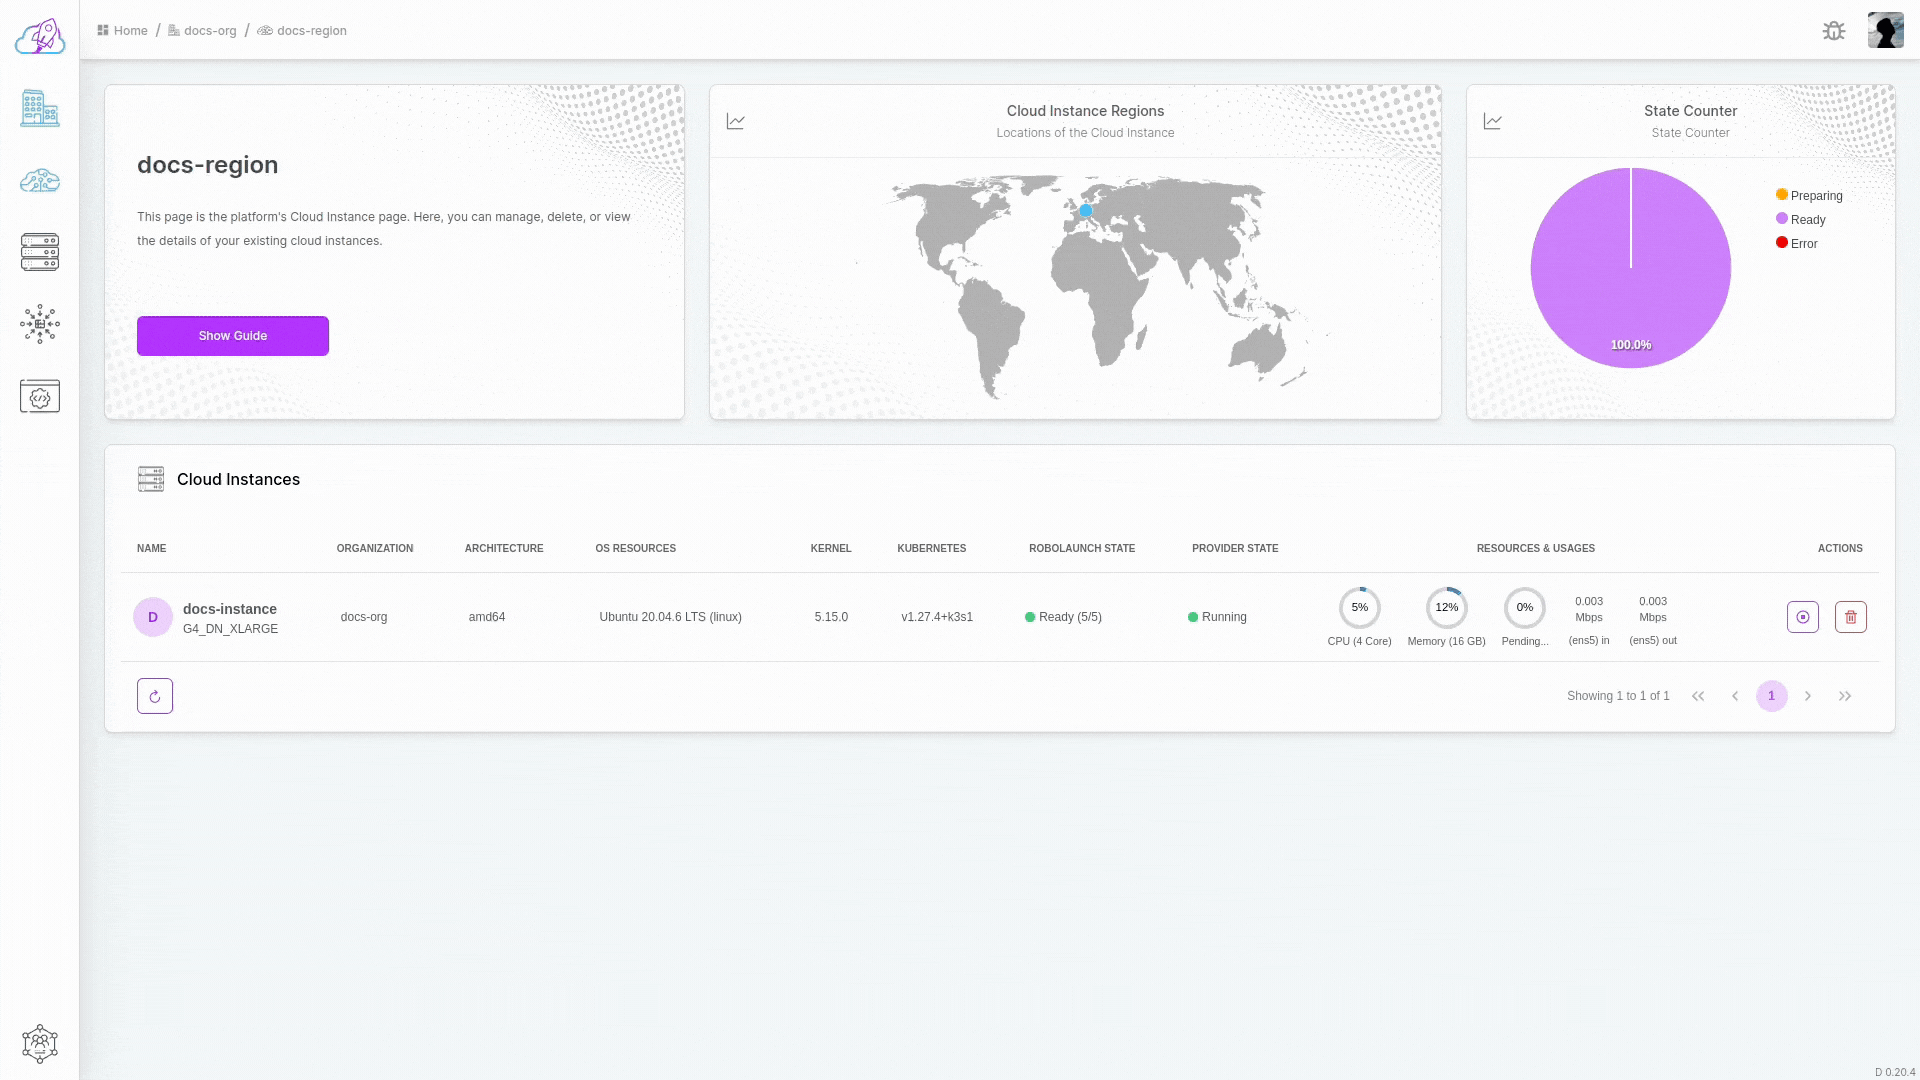 Home / docs-org / docs-region
docs-region
This page is the platform's Cloud Instance page. Here, you can manage, delete, or view
the details of your existing cloud instances.
Show Guide
Cloud Instance Regions
Locations of the Cloud Instance
State Counter
State Counter
Preparing
Ready
Error
100.0%
Cloud Instances
NAME ORGANIZATION ARCHITECTURE OS RESOURCES KERNEL KUBERNETES ROBOLAUNCH STATE PROVIDER STATE RESOURCES & USAGES ACTIONS
D docs-instance
G4_DN_XLARGE
docs-org
amd64
Ubuntu 20.04.6 LTS (linux)
5.15.0
v1.27.4+k3s1
Ready (5/5)
Running
5%
CPU (4 Core)
12%
Memory (16 GB)
0%
Pending...
0.003
Mbps
(ens5) in
0.003
Mbps
(ens5) out
Showing 1 to 1 of 1
1
D 0.20.4